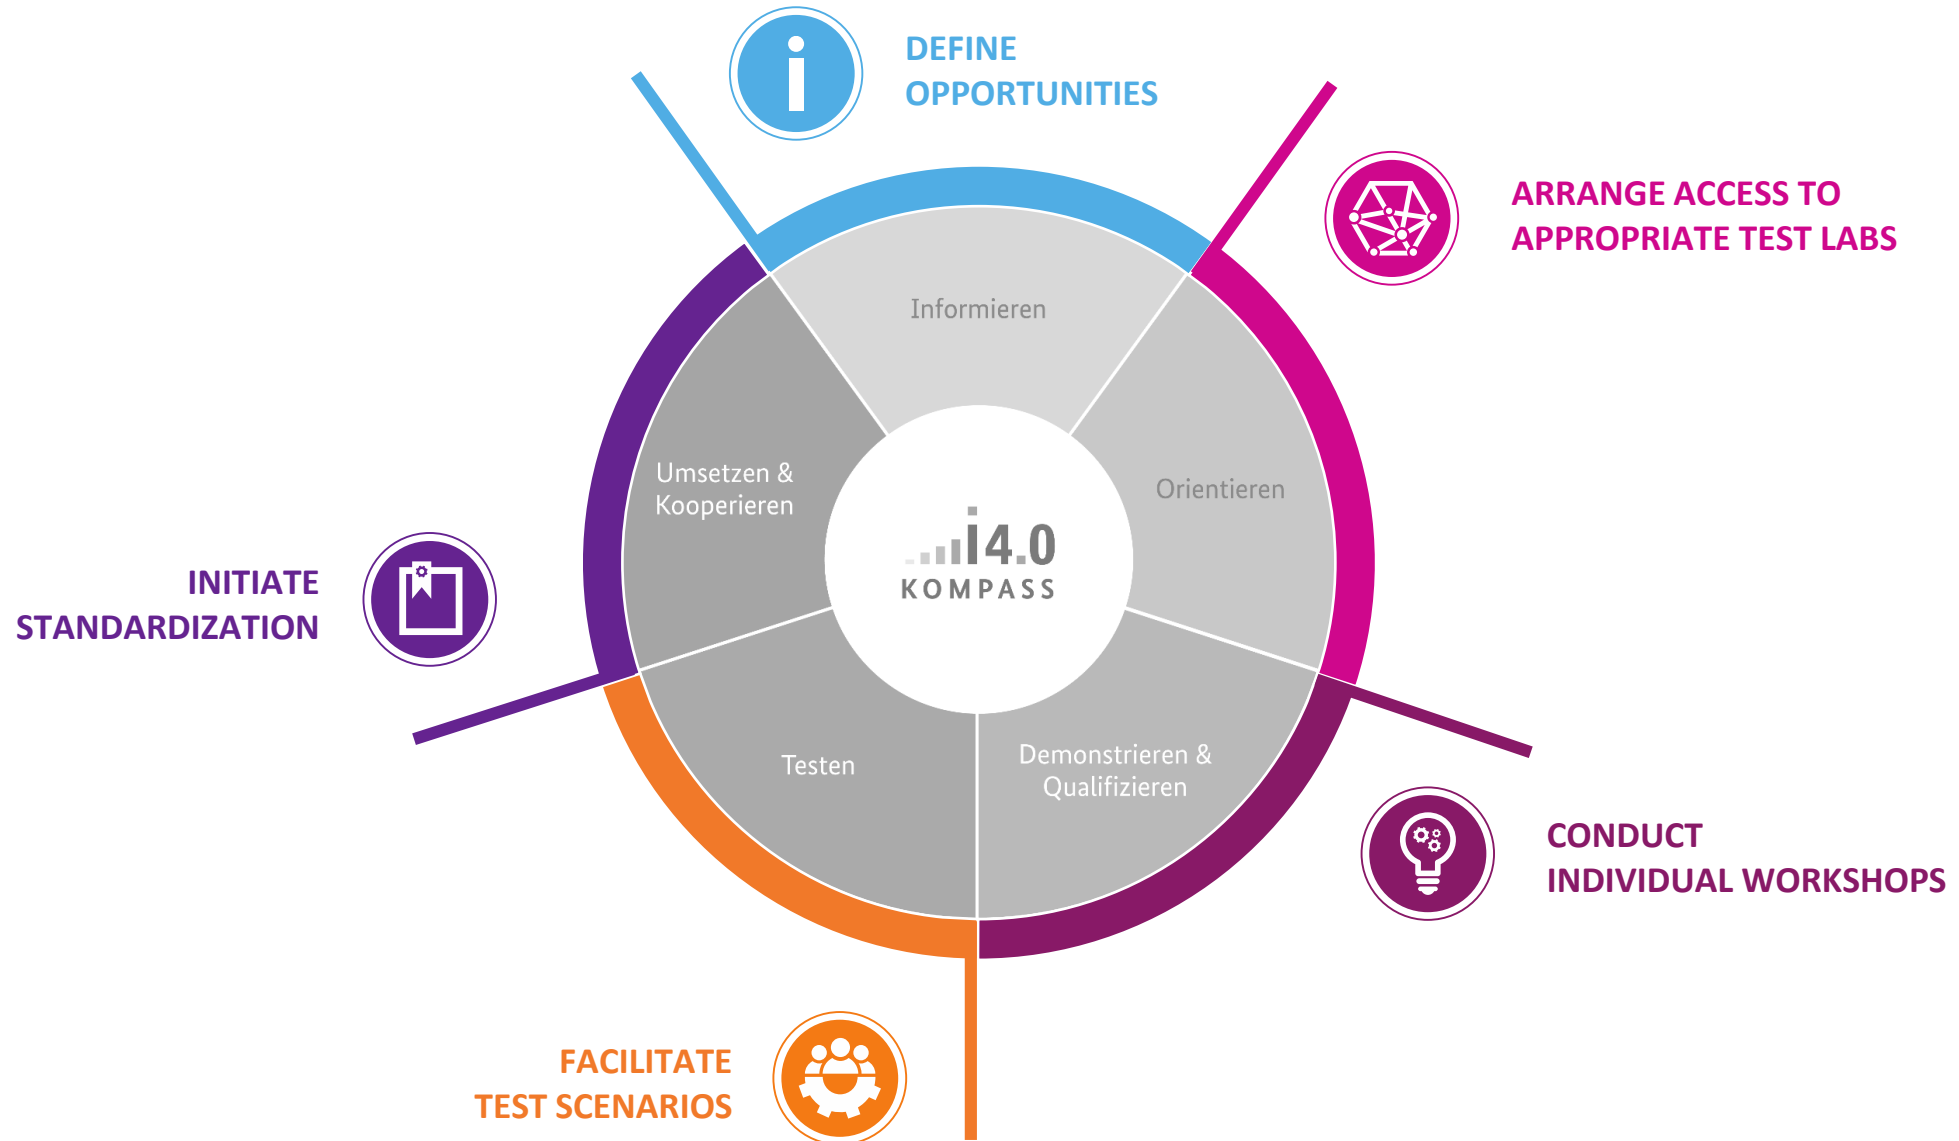 DEFINE
OPPORTUNITIES
ARRANGE ACCESS TO
APPROPRIATE TEST LABS
Informieren
Orientieren
Umsetzen &
Kooperieren
i4.0
KOMPASS
INITIATE
STANDARDIZATION
Testen
Demonstrieren &
Qualifizieren
CONDUCT
INDIVIDUAL WORKSHOPS
FACILITATE
TEST SCENARIOS